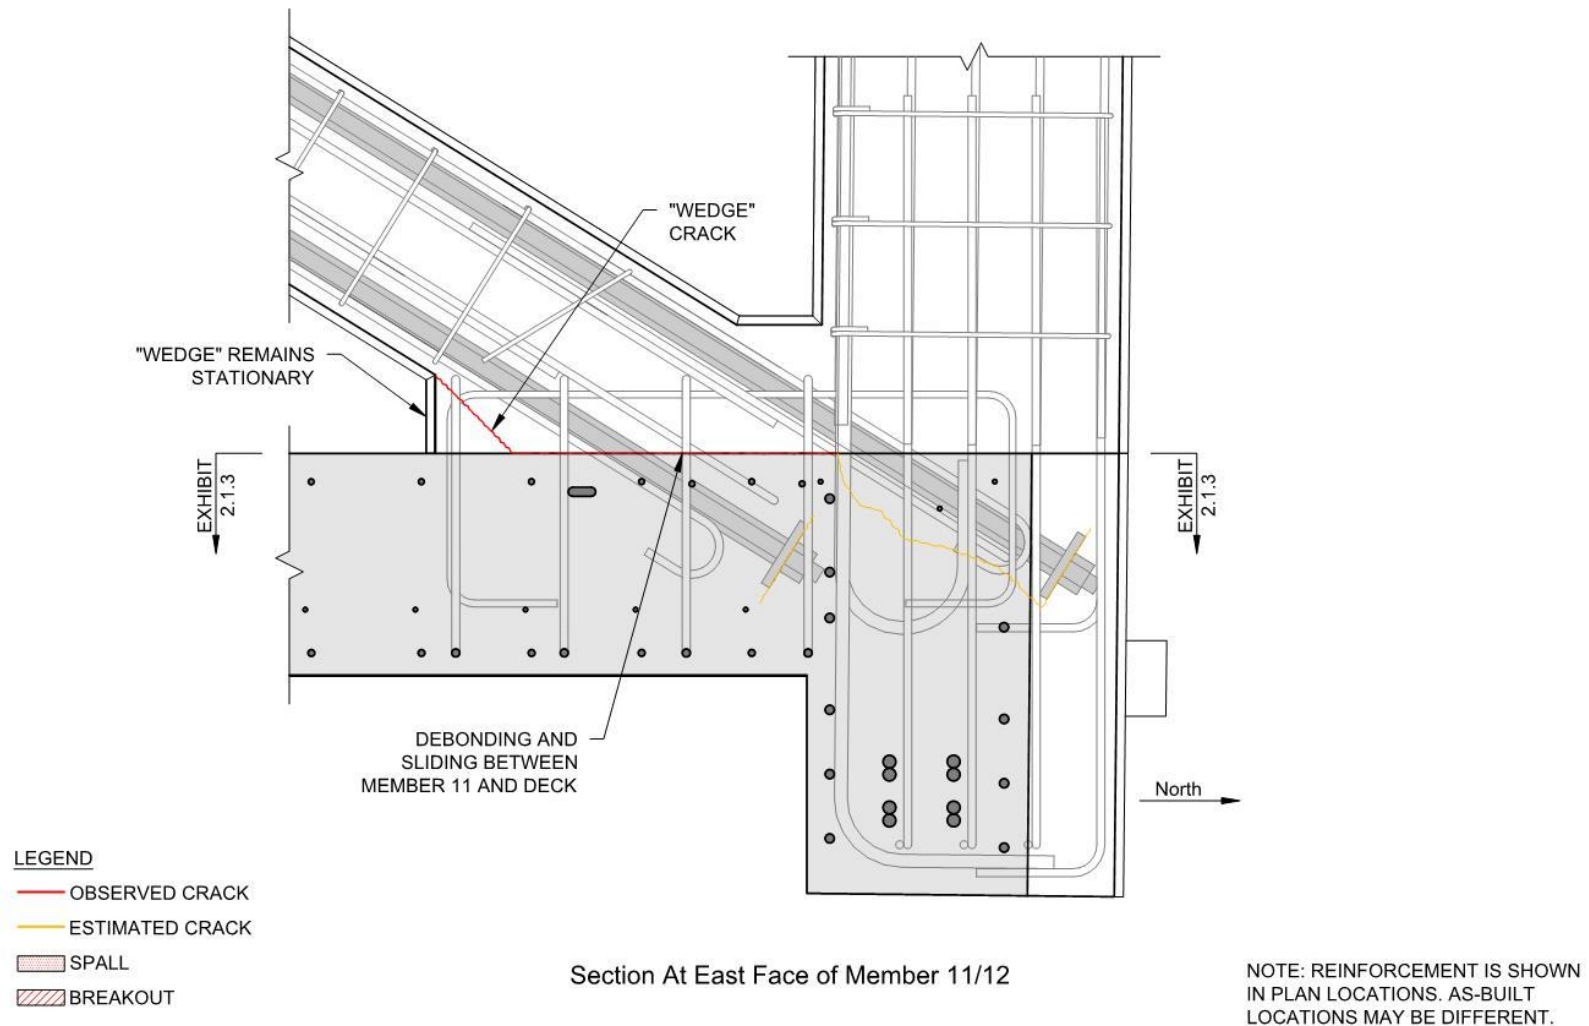 "WEDGE"
CRACK
"WEDGE" REMAINS
STATIONARY
EXHIBIT
2.1.3
EXHIBIT
2.1.3
DEBONDING AND
SLIDING BETWEEN
MEMBER 11 AND DECK
North
LEGEND
OBSERVED CRACK
ESTIMATED CRACK
SPALL
BREAKOUT
Section At East Face of Member 11/12
NOTE: REINFORCEMENT IS SHOWN
IN PLAN LOCATIONS. AS-BUILT
LOCATIONS MAY BE DIFFERENT.